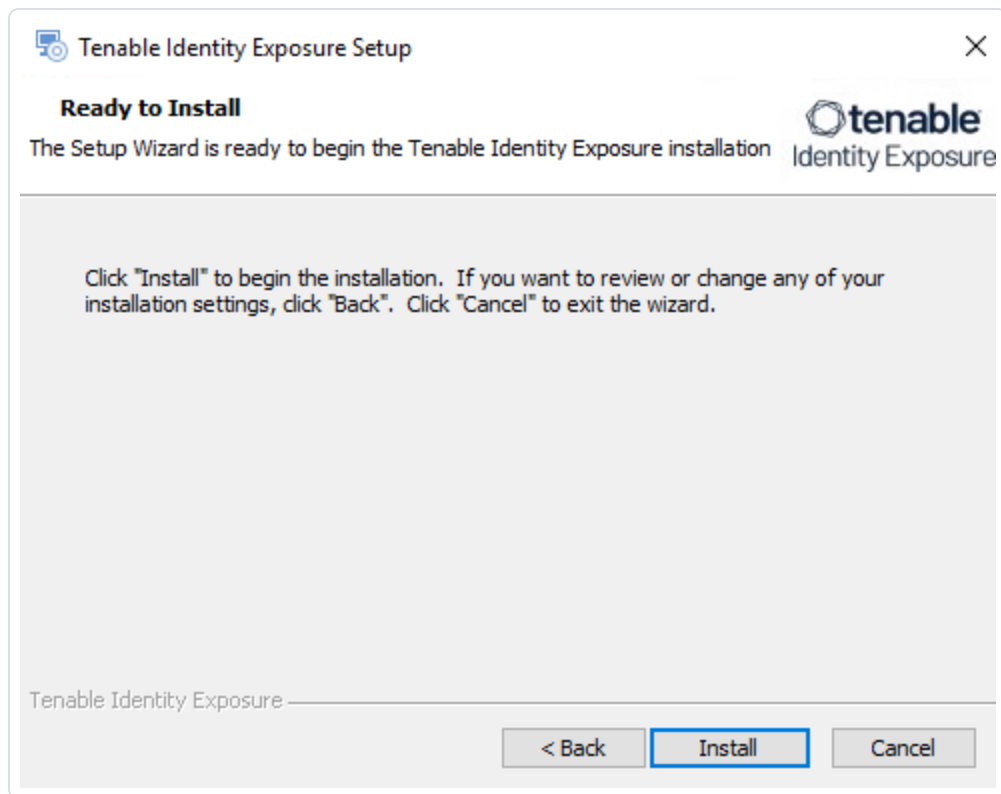 Tenable Identity Exposure Setup
Ready to Install
The Setup Wizard is ready to begin the Tenable Identity Exposure installation
tenable
Identity Exposure
Click "Install" to begin the installation. If you want to review or change any of your
installation settings, click "Back". Click "Cancel" to exit the wizard.
Tenable Identity Exposure
< Back Install Cancel